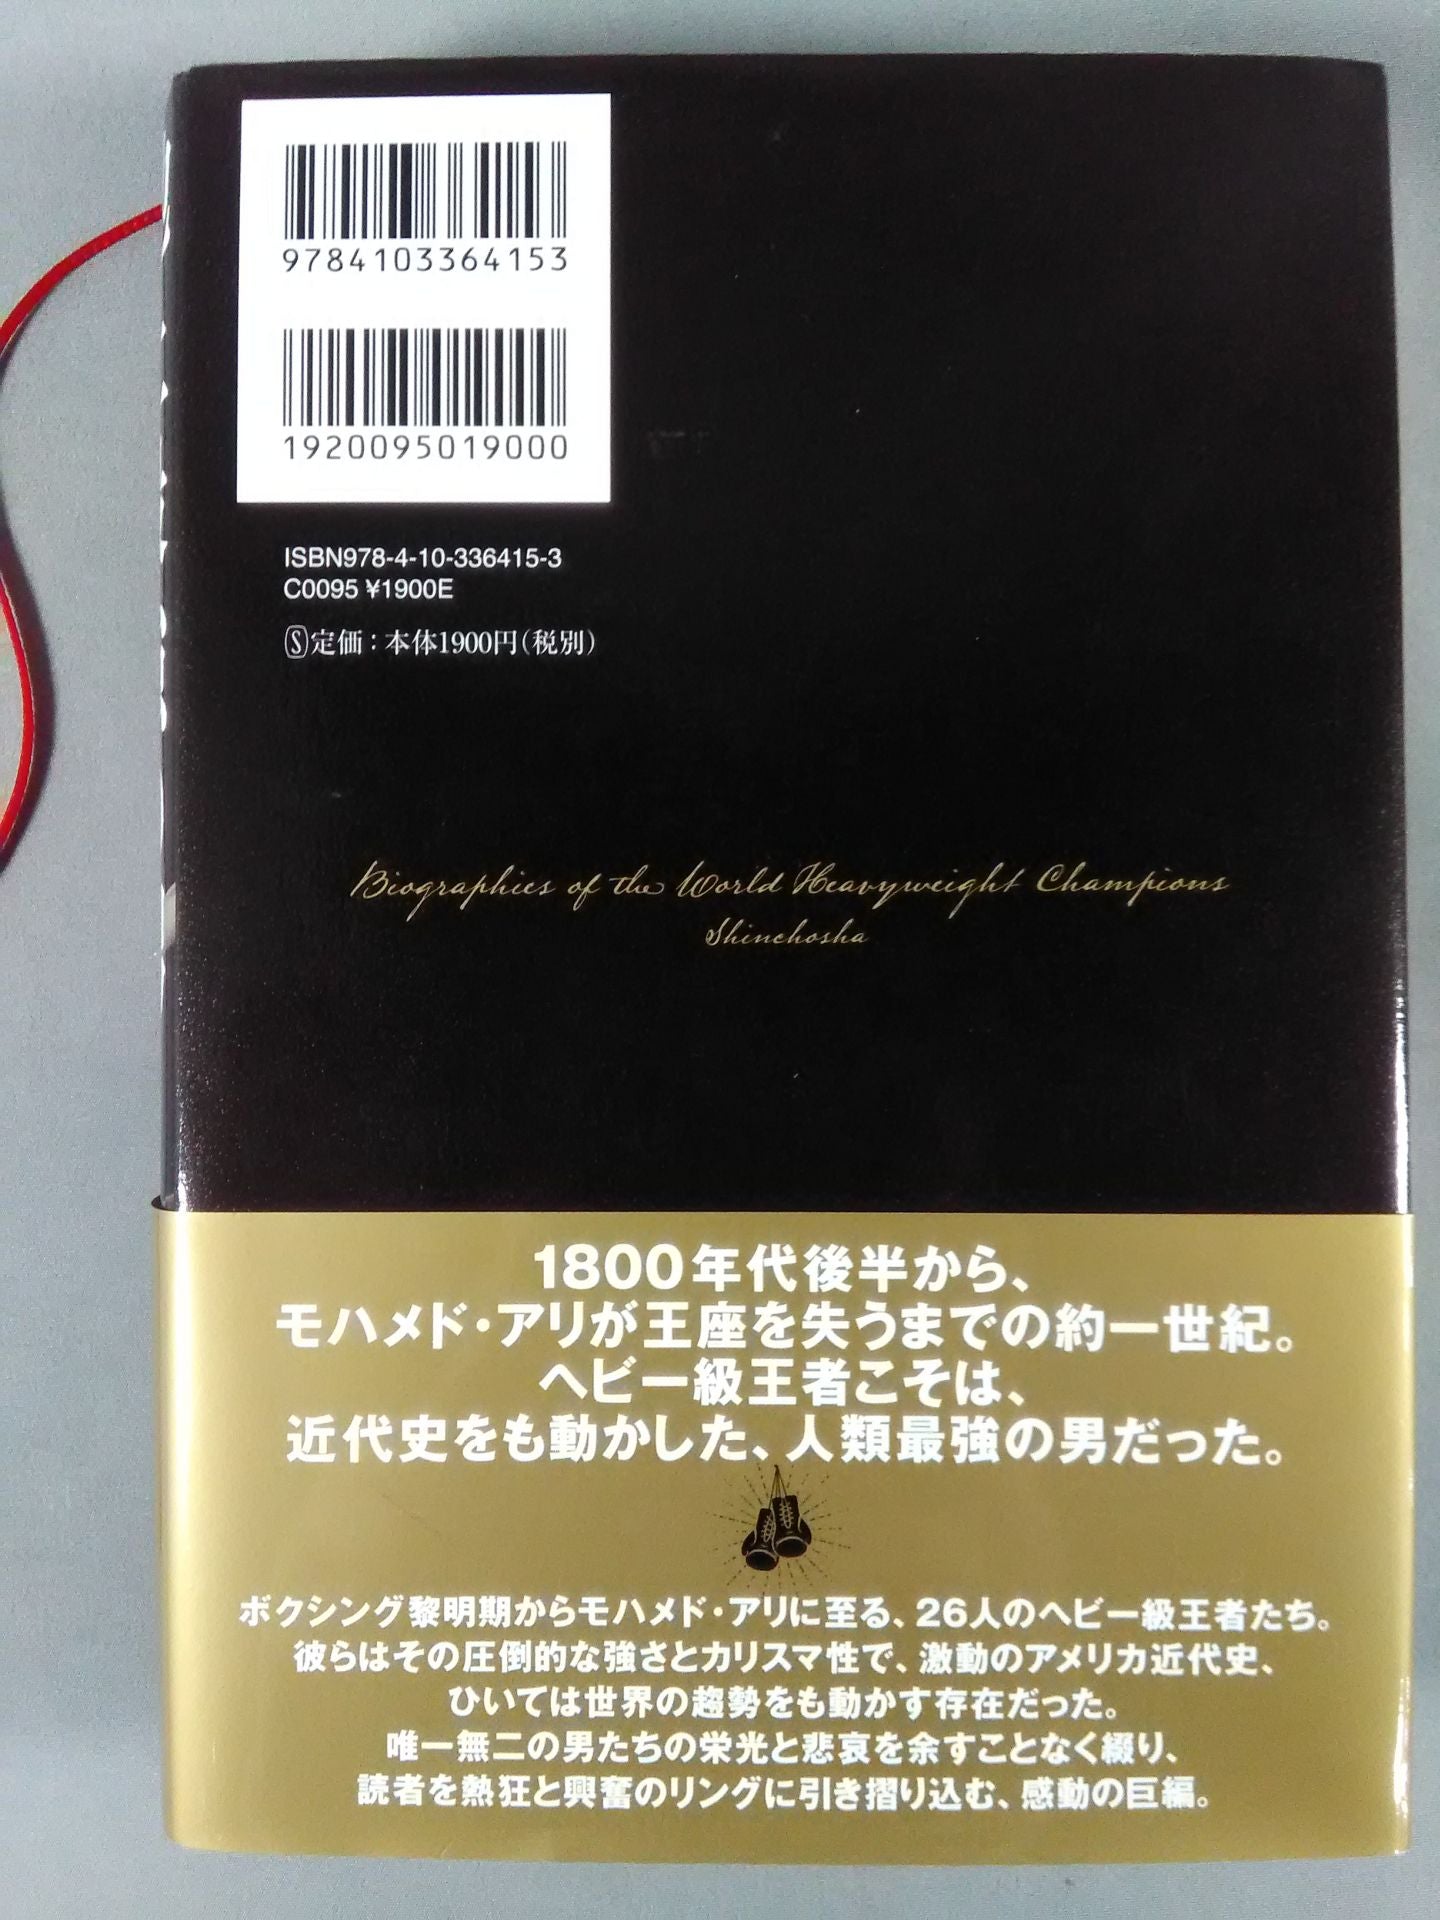 9784103364153
1920095019000
ISBN978-4-10-336415-3
C0095 ¥1900E
Ⓢ定価：本体1900円（税別）
Biographies of the World Heavyweight Champions
Shinchosha
1800年代後半から、
モハメド・アリが王座を失うまでの約一世紀。
ヘビー級王者こそは、
近代史をも動かした、人類最強の男だった。
ボクシング黎明期からモハメド・アリに至る、26人のヘビー級王者たち。
彼らはその圧倒的な強さとカリスマ性で、激動のアメリカ近代史、
ひいては世界の趨勢をも動かす存在だった。
唯一無二の男たちの栄光と悲哀を余すことなく綴り、
読者を熱狂と興奮のリングに引き摺り込む、感動の巨編。